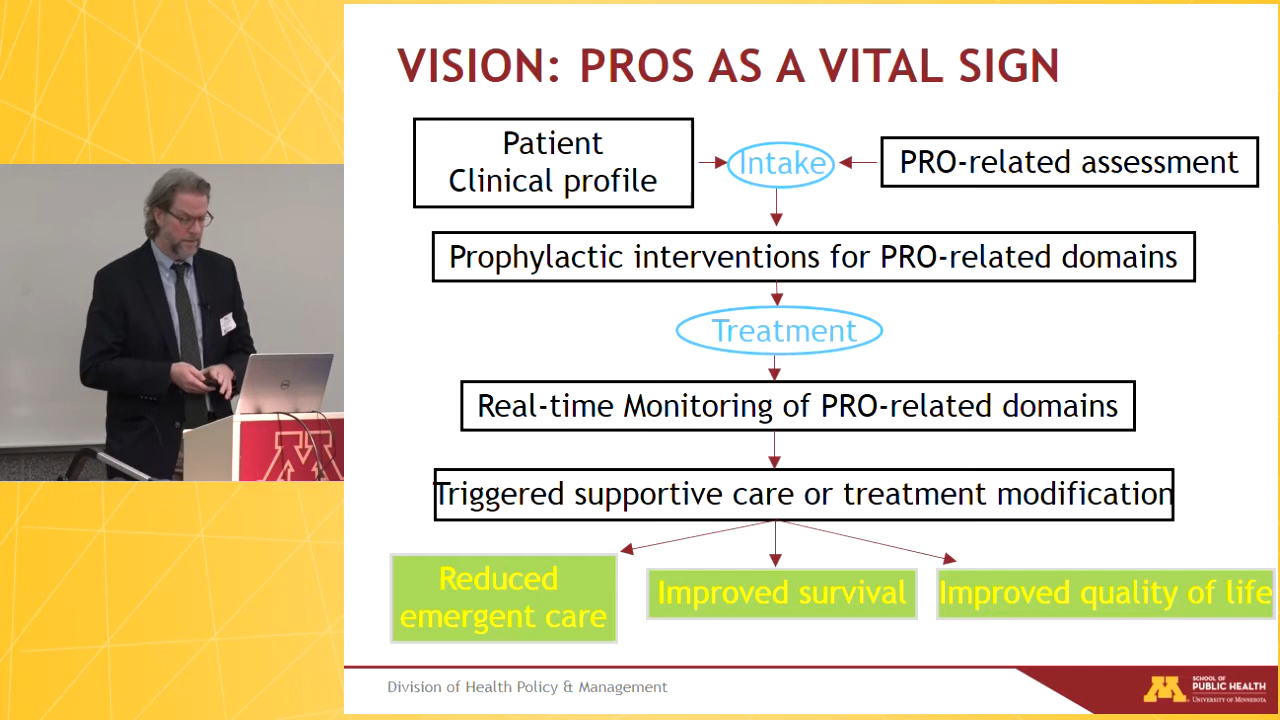 VISION: PROS AS A VITAL SIGN
Patient
Clinical profile
Intake
PRO-related assessment
Prophylactic interventions for PRO-related domains
Treatment
Real-time Monitoring of PRO-related domains
Triggered supportive care or treatment modification
Reduced
emergent care
Improved survival
Improved quality of life
Division of Health Policy & Management
M
SCHOOL OF
PUBLIC HEALTH
UNIVERSITY OF MINNESOTA
M